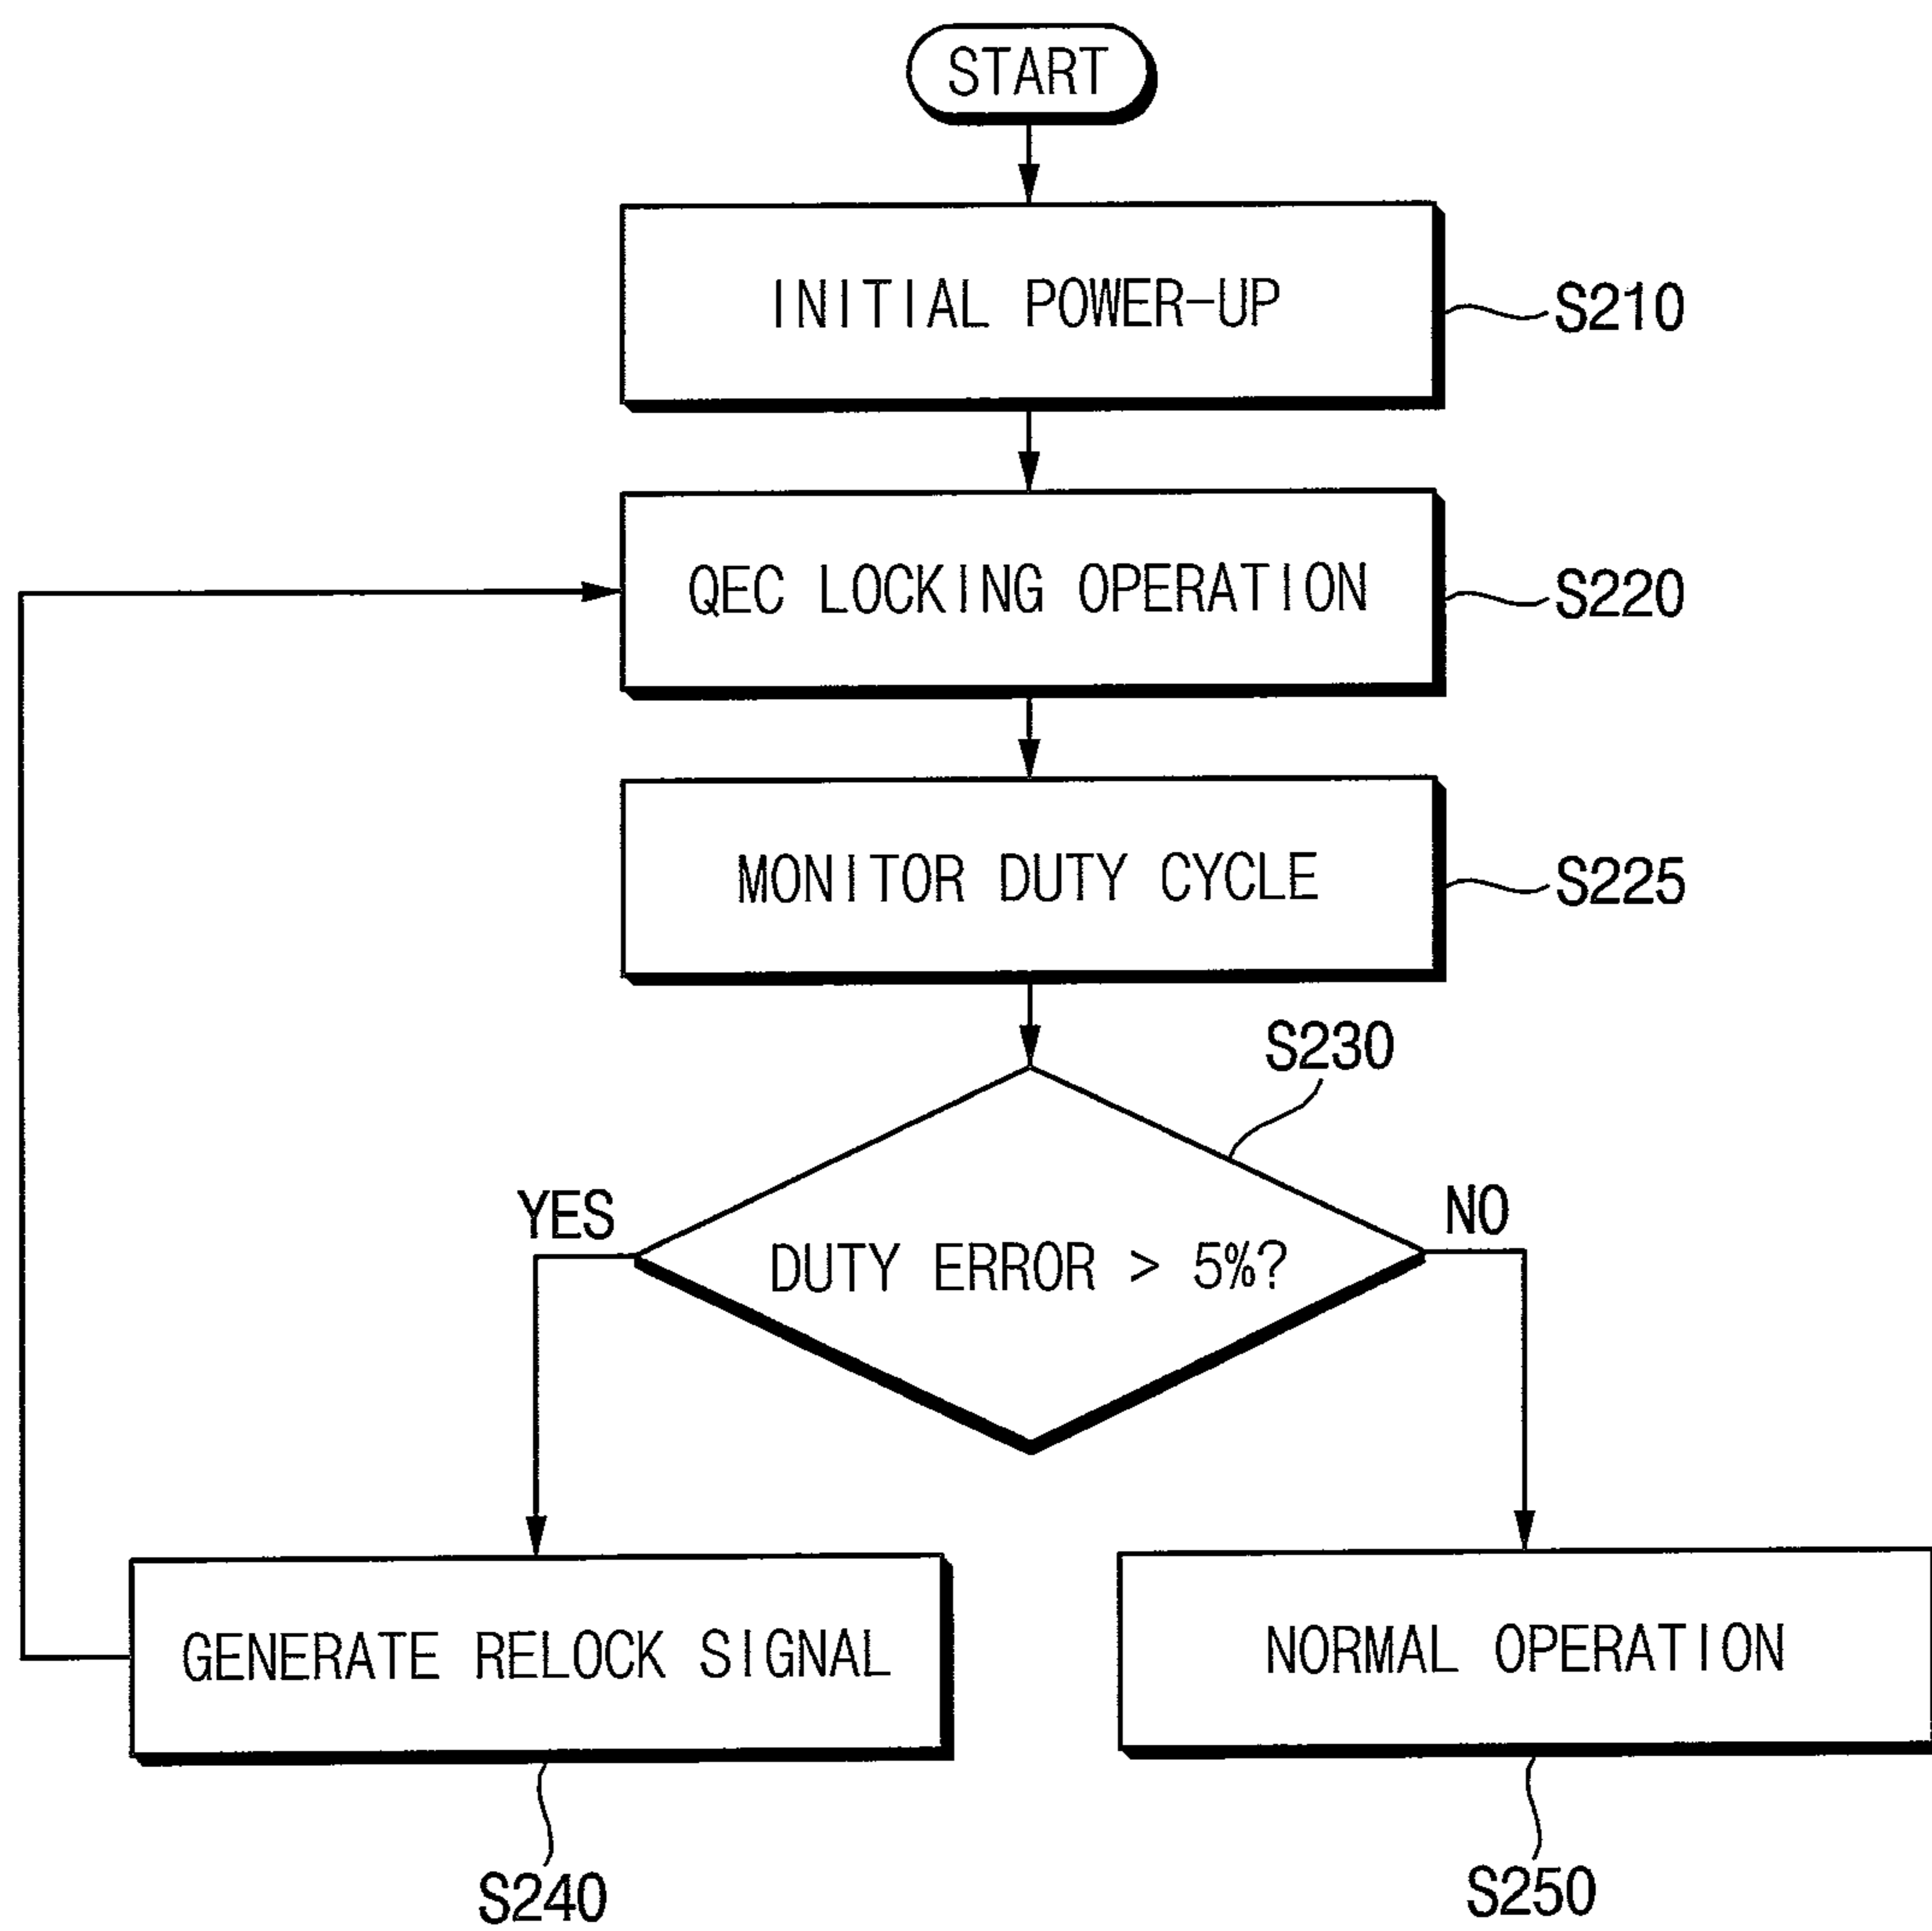 START
INITIAL POWER-UP
S210
QEC LOCKING OPERATION
S220
MONITOR DUTY CYCLE
S225
S230
YES
NO
DUTY ERROR > 5%?
GENERATE RELOCK SIGNAL
NORMAL OPERATION
S240
S250